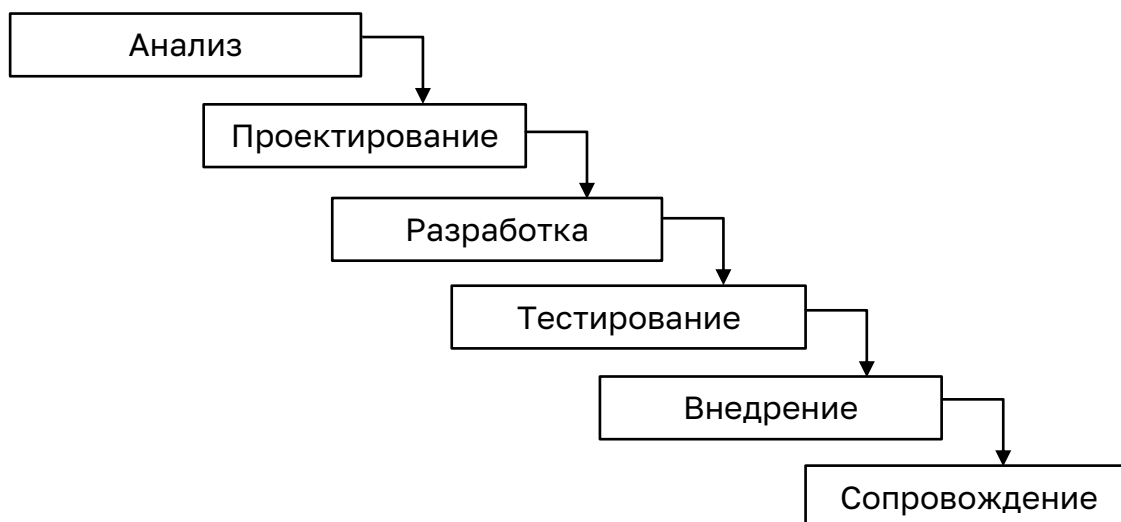 Анализ
Проектирование
Разработка
Тестирование
Внедрение
Сопровождение